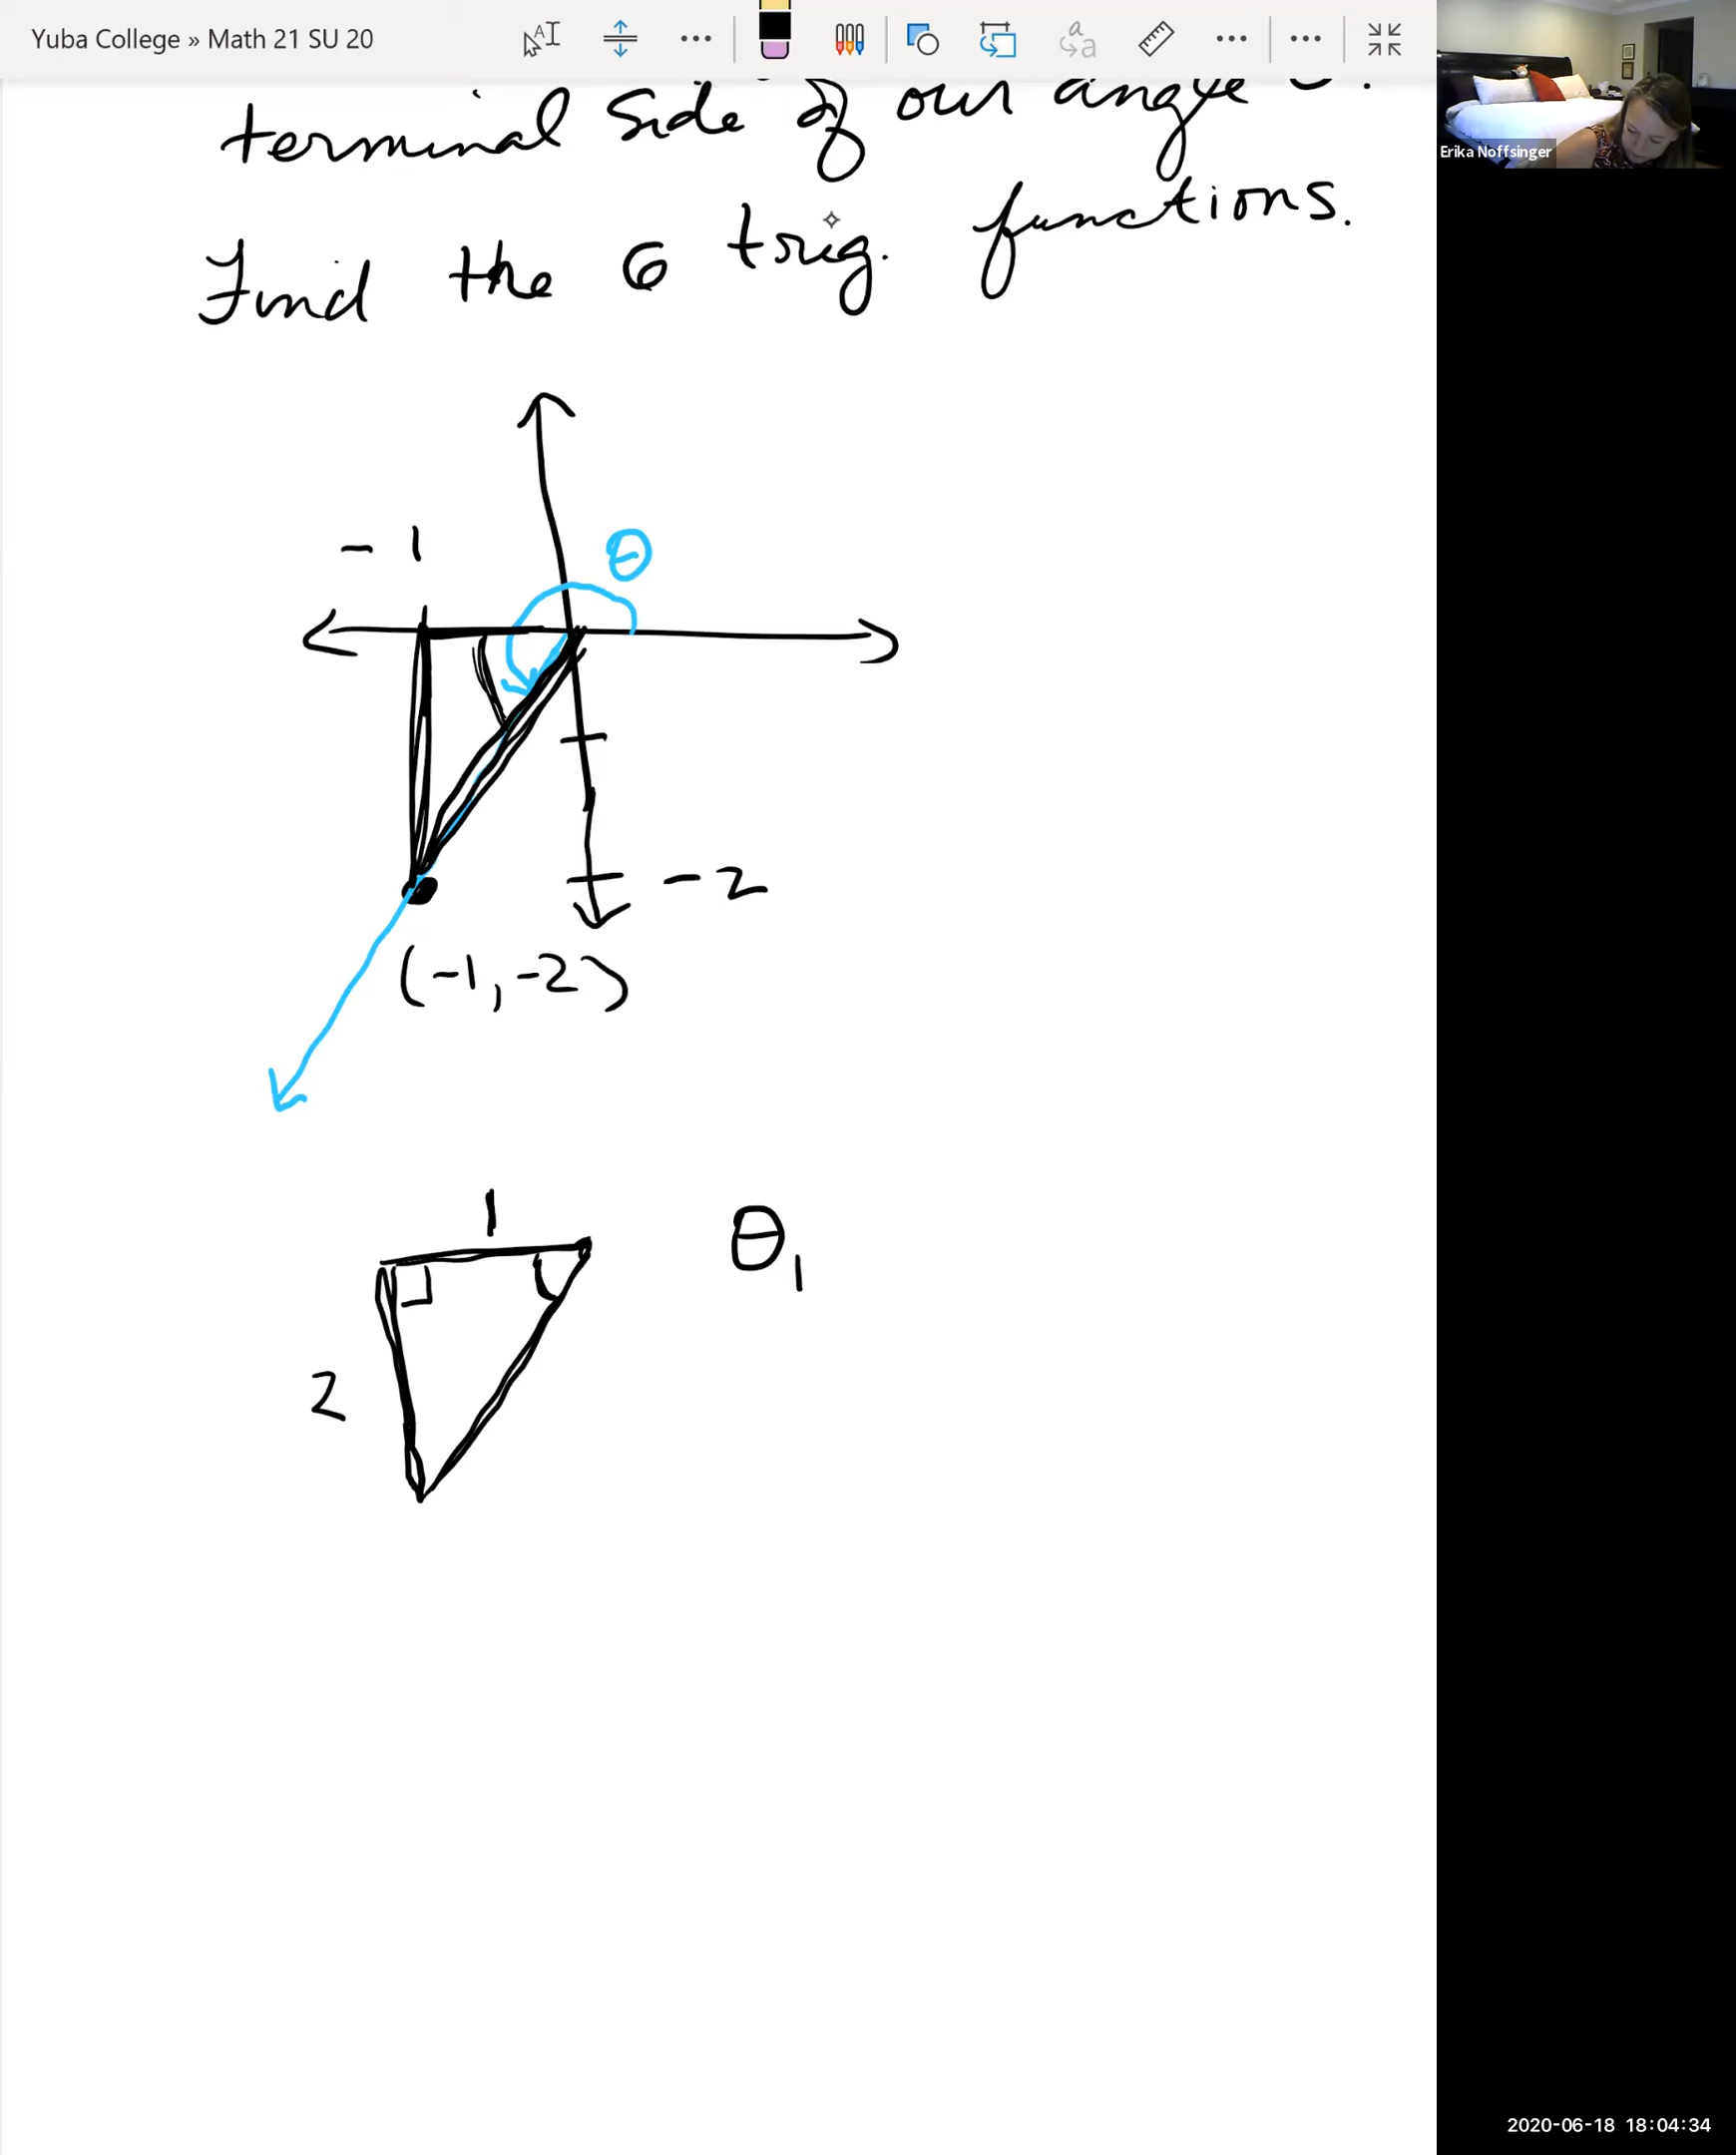 Yuba College » Math 21 SU 20
Erika Noffsinger
terminal side of our angle θ.
Find the 6 trig. functions.
θ
- 1
- 2
(-1, -2)
1
θ₁
2
2020-06-18 18:04:34